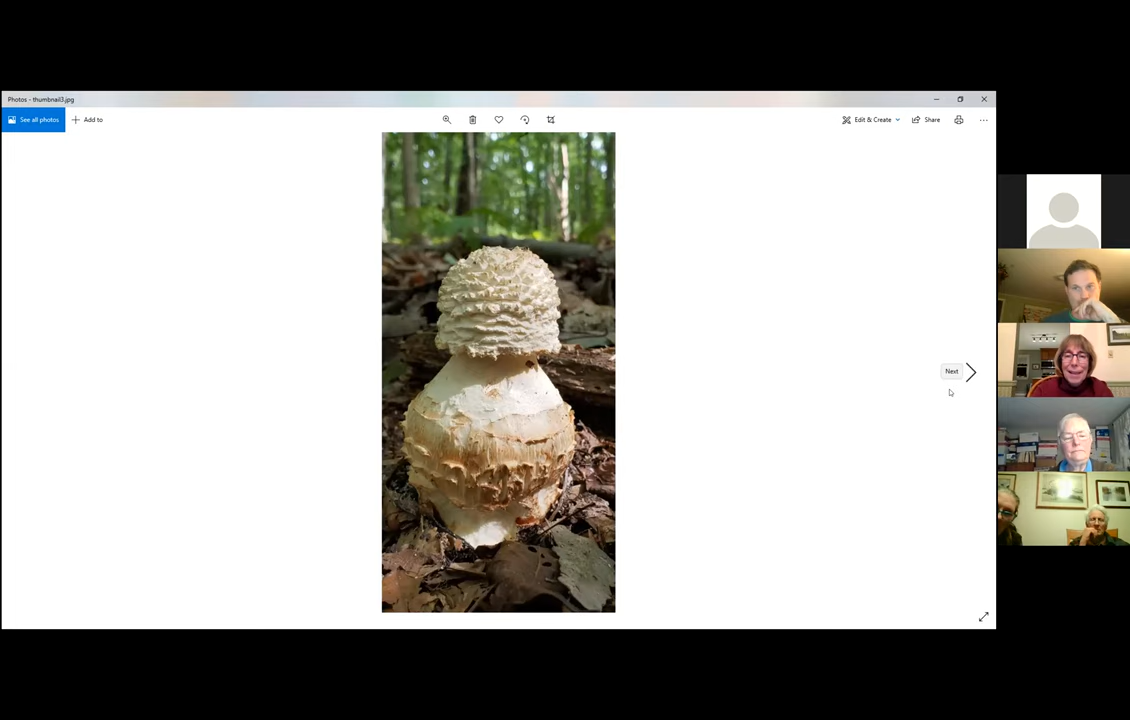 Photos - thumbnail3.jpg
See all photos
Add to
Edit & Create
Share
Next